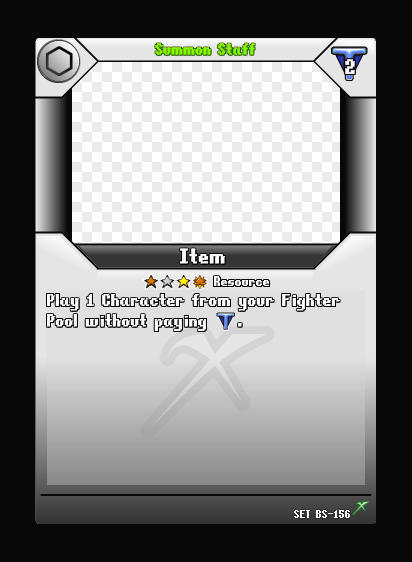 Summon Staff
2
Item
Resource
Play 1 Character from your Fighter
Pool without paying .
SET BS-156